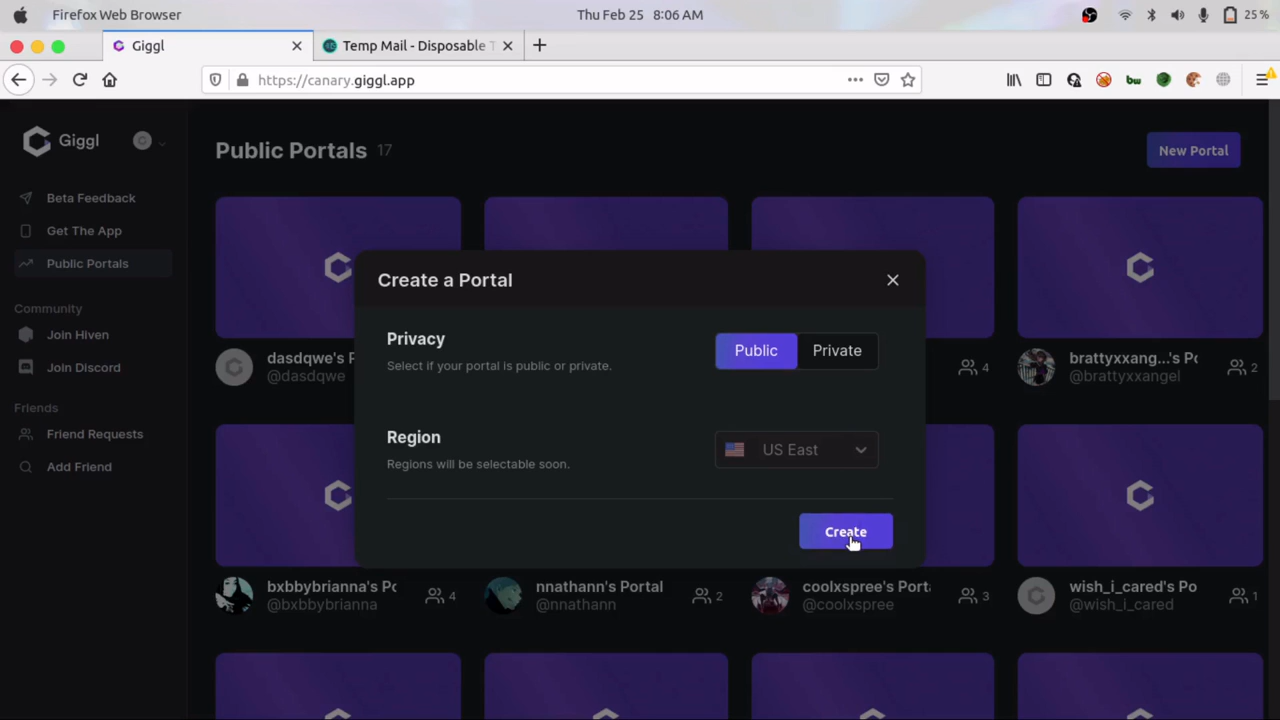 Firefox Web Browser
Thu Feb 25 8:06 AM
25 %
Giggl
Temp Mail - Disposable T
https://canary.giggl.app
Giggl
Public Portals 17
New Portal
Beta Feedback
Get The App
Public Portals
Community
Join Hiven
Join Discord
Friends
Friend Requests
Add Friend
Create a Portal
Privacy
Select if your portal is public or private.
Public
Private
Region
Regions will be selectable soon.
US East
Create
dasdqwe's P
@dasdqwe
4
brattyxxang...'s Pc
@brattyxxangel
2
bxbbybrianna's Pc
@bxbbybrianna
4
nnathann's Portal
@nnathann
2
coolxspree's Port
@coolxspree
3
wish_i_cared's Po
@wish_i_cared
1